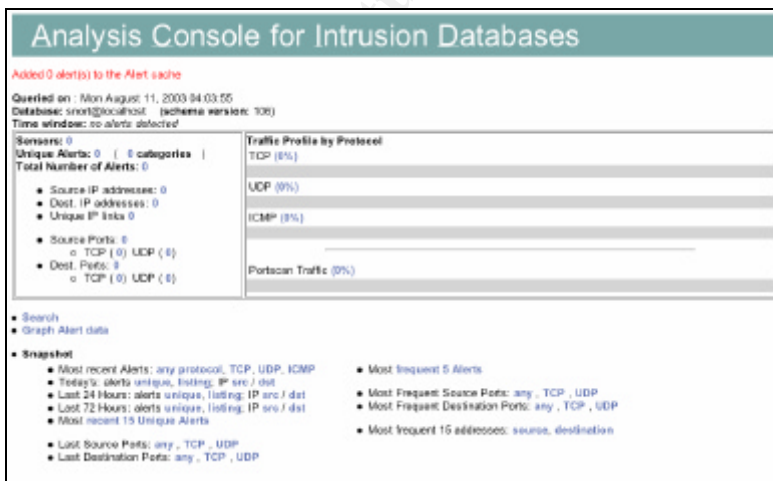 Analysis Console for Intrusion Databases
Added 0 alert(s) to the Alert cache
Queried on : Mon August 11, 2003 04:03:55
Database: snort@localhost (schema version: 106)
Time window: no alerts detected
Sensors: 0
Unique Alerts: 0 ( 0 categories )
Total Number of Alerts: 0
• Source IP addresses: 0
• Dest. IP addresses: 0
• Unique IP links 0
• Source Ports: 0
o TCP ( 0) UDP ( 0)
• Dest. Ports: 0
o TCP ( 0) UDP ( 0)
Traffic Profile by Protocol
TCP (0%)
UDP (0%)
ICMP (0%)
Portscan Traffic (0%)
• Search
• Graph Alert data
• Snapshot
• Most recent Alerts: any protocol, TCP, UDP, ICMP
• Today's: alerts unique, listing; IP src / dst
• Last 24 Hours: alerts unique, listing; IP src / dst
• Last 72 Hours: alerts unique, listing; IP src / dst
• Most recent 15 Unique Alerts
• Last Source Ports: any , TCP , UDP
• Last Destination Ports: any , TCP , UDP
• Most frequent 5 Alerts
• Most Frequent Source Ports: any , TCP , UDP
• Most Frequent Destination Ports: any , TCP , UDP
• Most frequent 15 addresses: source, destination